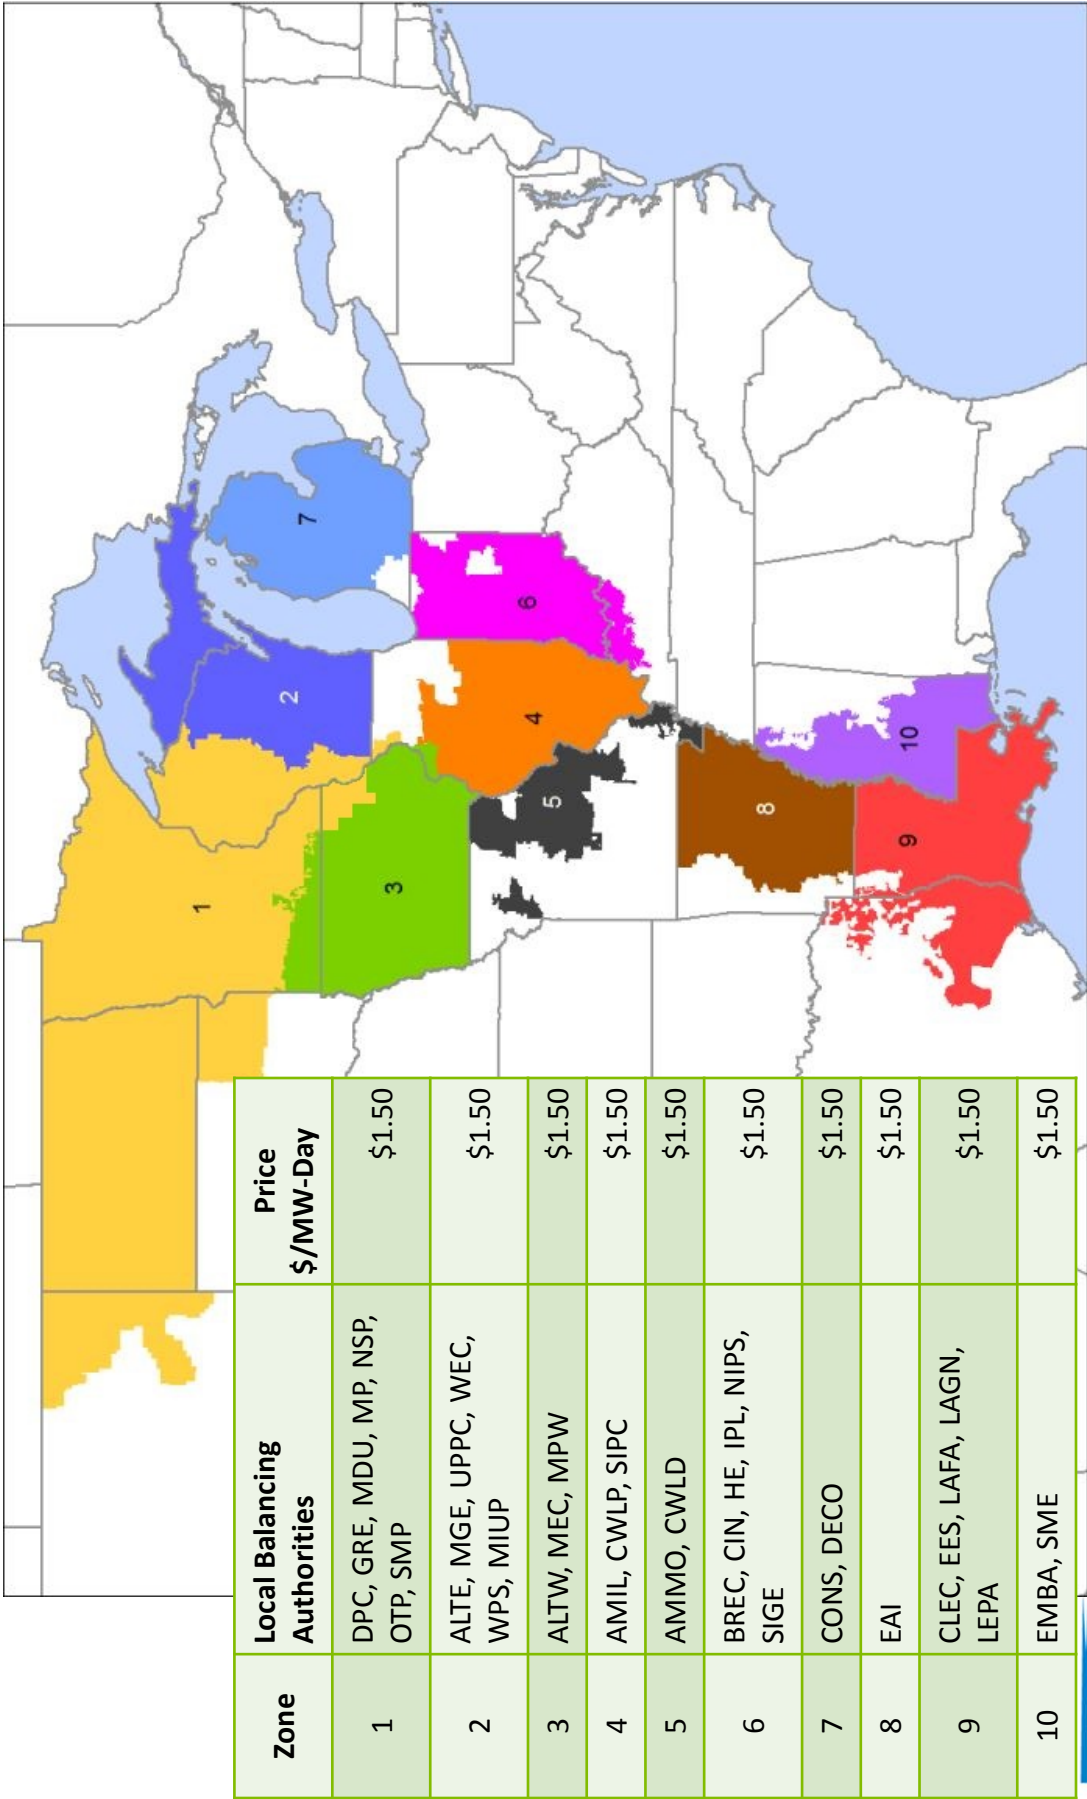 Zone
Local Balancing
Authorities
Price
$/MW-Day
1
DPC, GRE, MDU, MP, NSP,
OTP, SMP
$1.50
2
ALTE, MGE, UPPC, WEC,
WPS, MIUP
$1.50
3
ALTW, MEC, MPW
$1.50
4
AMIL, CWLP, SIPC
$1.50
5
AMMO, CWLD
$1.50
6
BREC, CIN, HE, IPL, NIPS,
SIGE
$1.50
7
CONS, DECO
$1.50
8
EAI
$1.50
9
CLEC, EES, LAFA, LAGN,
LEPA
$1.50
10
EMBA, SME
$1.50
1
2
7
3
4
6
5
8
9
10